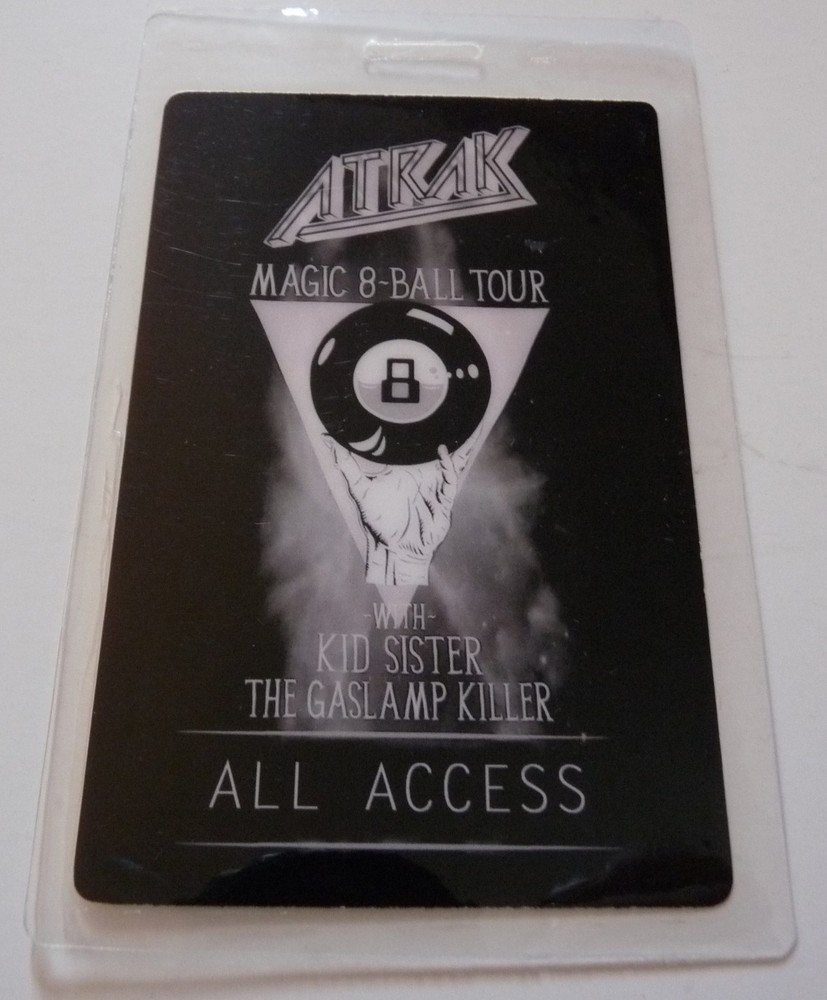 ATRAK
MAGIC 8-BALL TOUR
8
-WITH-
KID SISTER
THE GASLAMP KILLER
ALL ACCESS